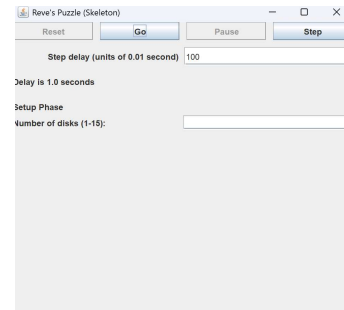 Reve's Puzzle (Skeleton)
Reset Go Pause Step
Step delay (units of 0.01 second) 100
Delay is 1.0 seconds
Setup Phase
Number of disks (1-15):